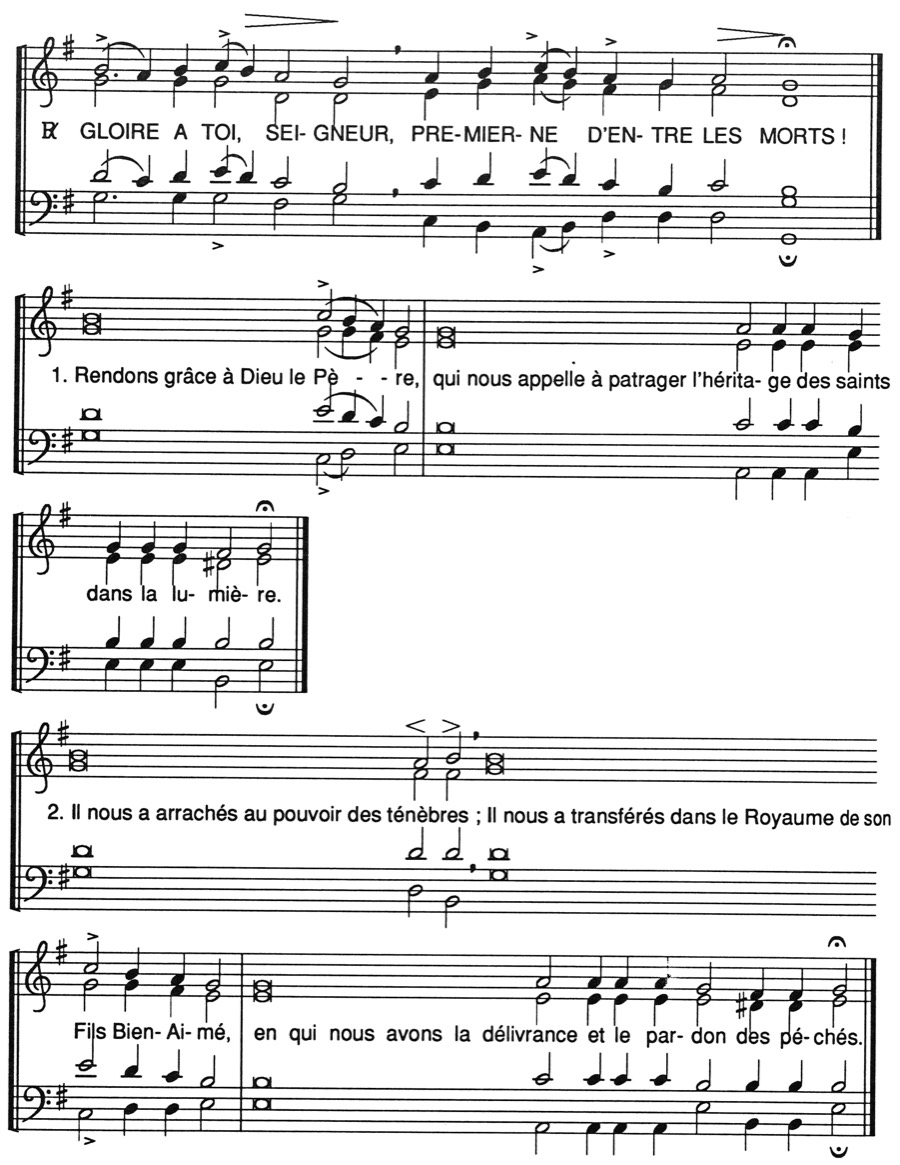 ℟ GLOIRE A TOI, SEI- GNEUR, PRE-MIER- NE D'EN- TRE LES MORTS !
1. Rendons grâce à Dieu le Pè - - re, qui nous appelle à patrager l'hérita- ge des saints
dans la lu- miè- re.
2. Il nous a arrachés au pouvoir des ténèbres ; Il nous a transférés dans le Royaume de son
Fils Bien- Ai- mé, en qui nous avons la délivrance et le par- don des pé- chés.